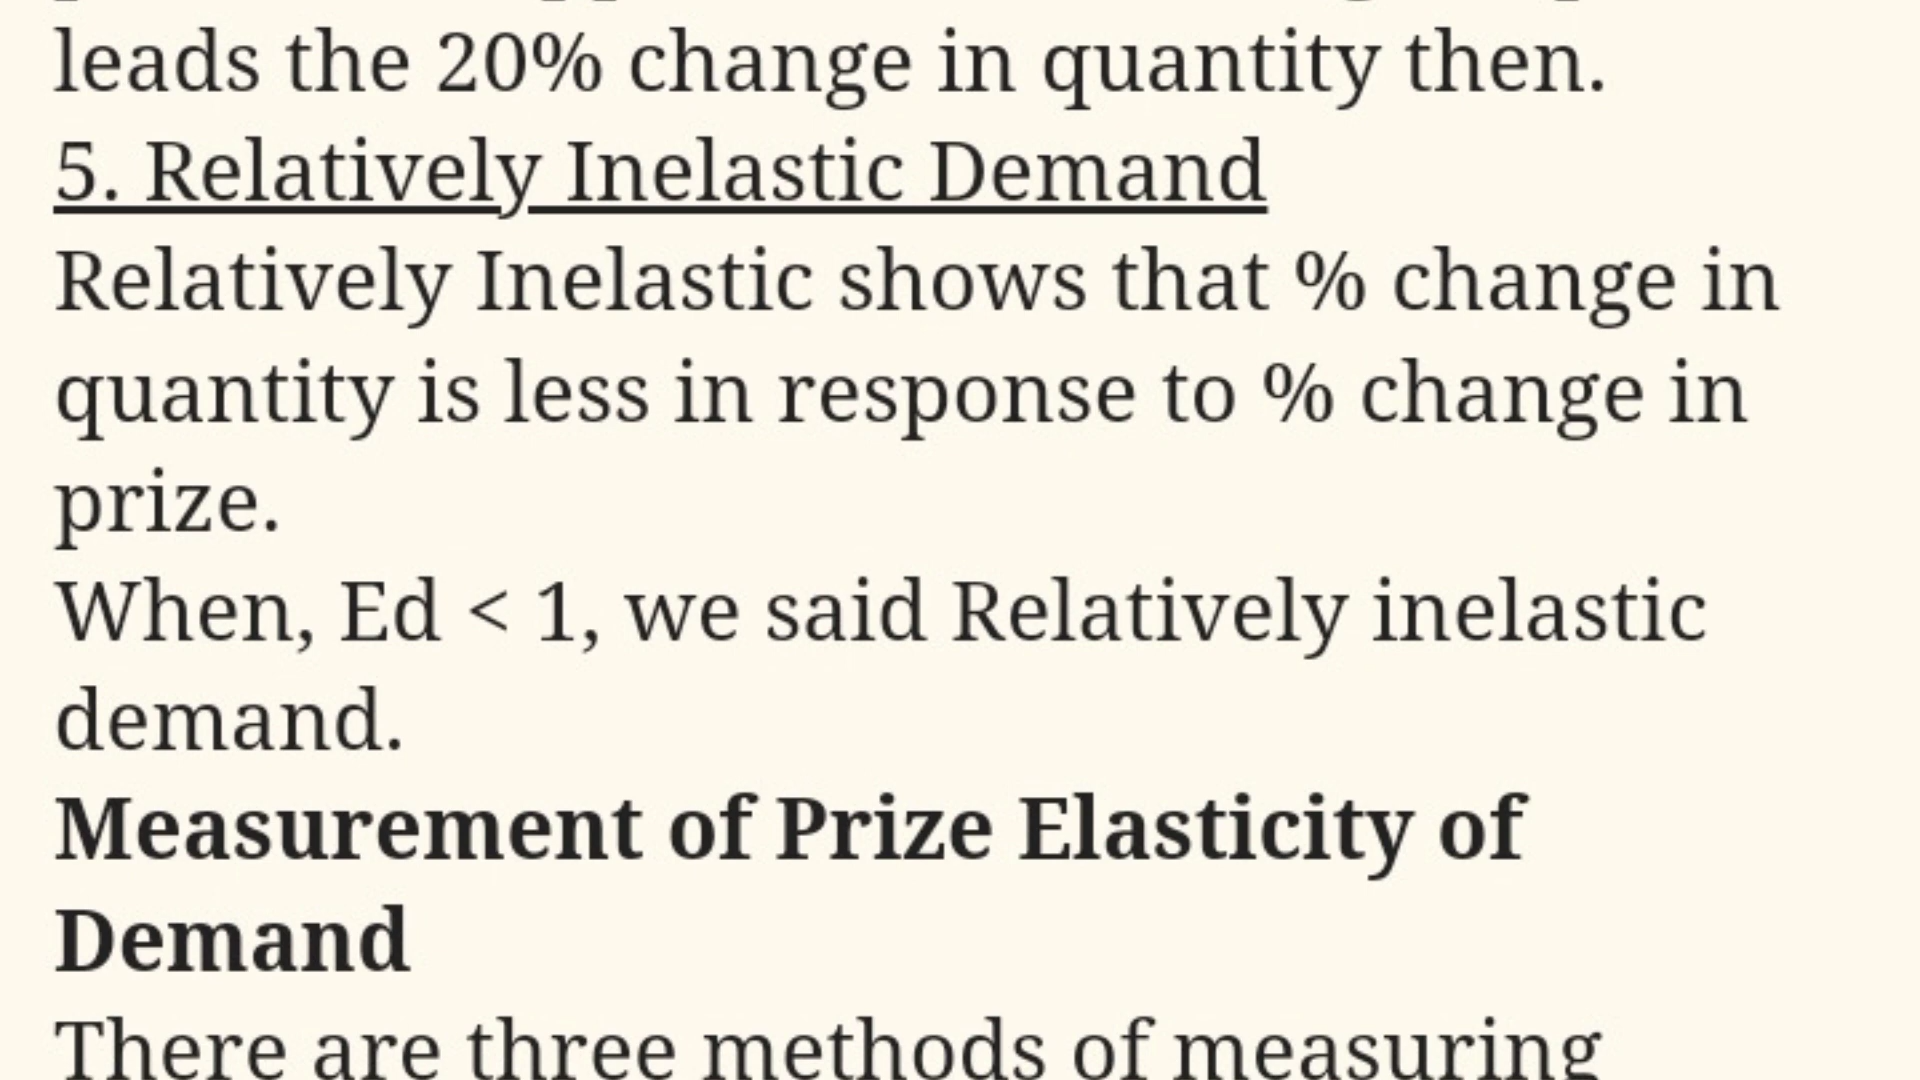 leads the 20% change in quantity then.
5. Relatively Inelastic Demand
Relatively Inelastic shows that % change in
quantity is less in response to % change in
prize.
When, Ed < 1, we said Relatively inelastic
demand.
Measurement of Prize Elasticity of
Demand
There are three methods of measuring